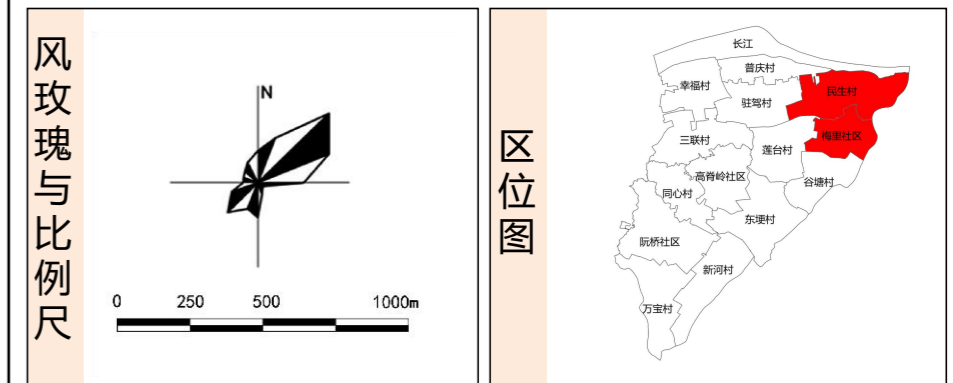 风玫瑰与比例尺
N
0 250 500 1000m
区位图
长江
普庆村
幸福村
民生村
驻驾村
梅里社区
三联村
莲台村
高脊岭社区
谷塘村
同心村
东埂村
阮桥社区
新河村
万宝村